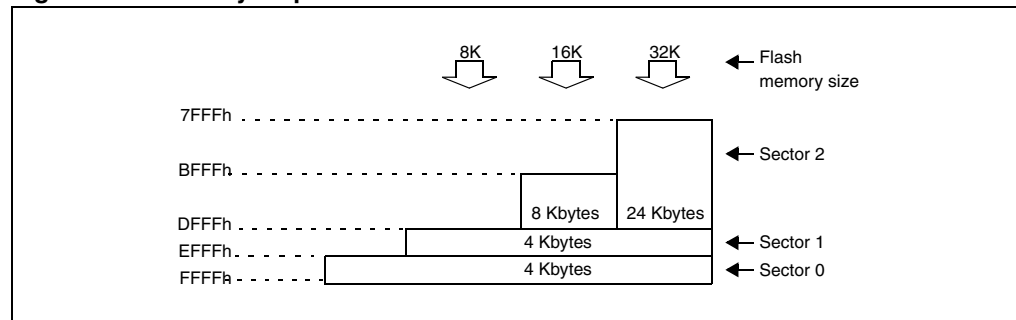 8K 16K 32K Flash
memory size
7FFFh
Sector 2
BFFFh
8 Kbytes 24 Kbytes
DFFFh
4 Kbytes Sector 1
EFFFh
4 Kbytes Sector 0
FFFFh